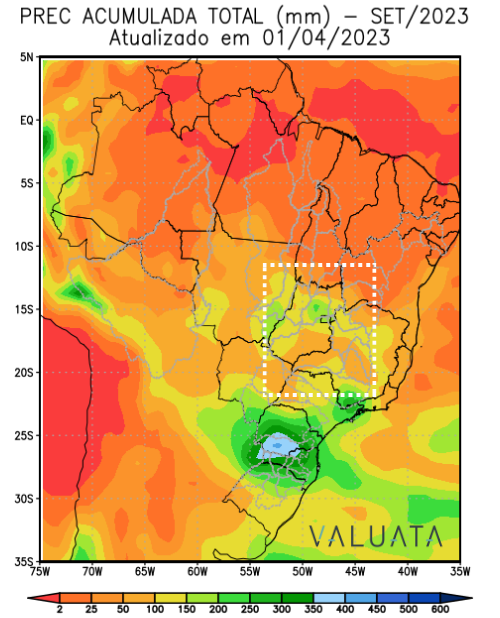 PREC ACUMULADA TOTAL (mm) – SET/2023
Atualizado em 01/04/2023
5N
EQ
5S
10S
15S
20S
25S
30S
35S
VALUATA
75W 70W 65W 60W 55W 50W 45W 40W 35W
2 25 50 100 150 200 250 300 350 400 450 500 600